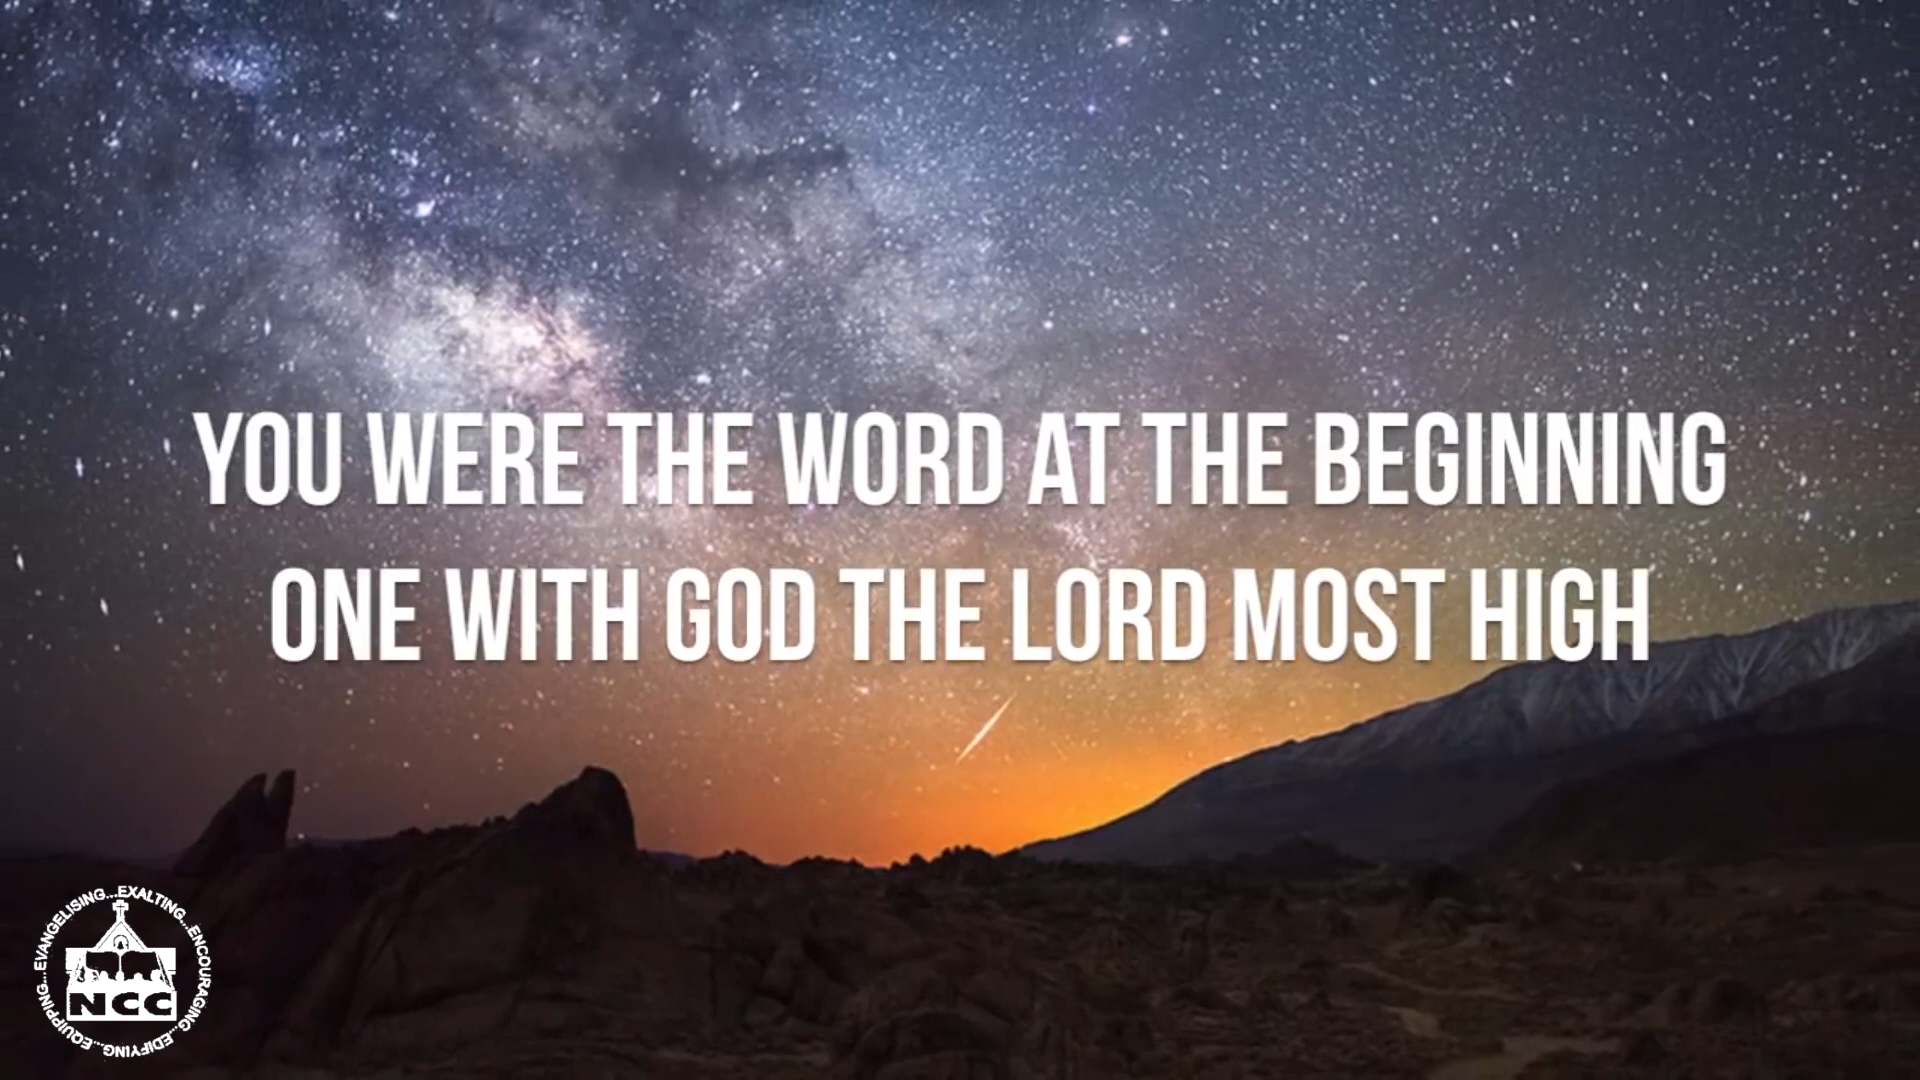 YOU WERE THE WORD AT THE BEGINNING
ONE WITH GOD THE LORD MOST HIGH
EVANGELISING...EXALTING...ENCOURAGING...EDIFYING...EQUIPPING...
NCC